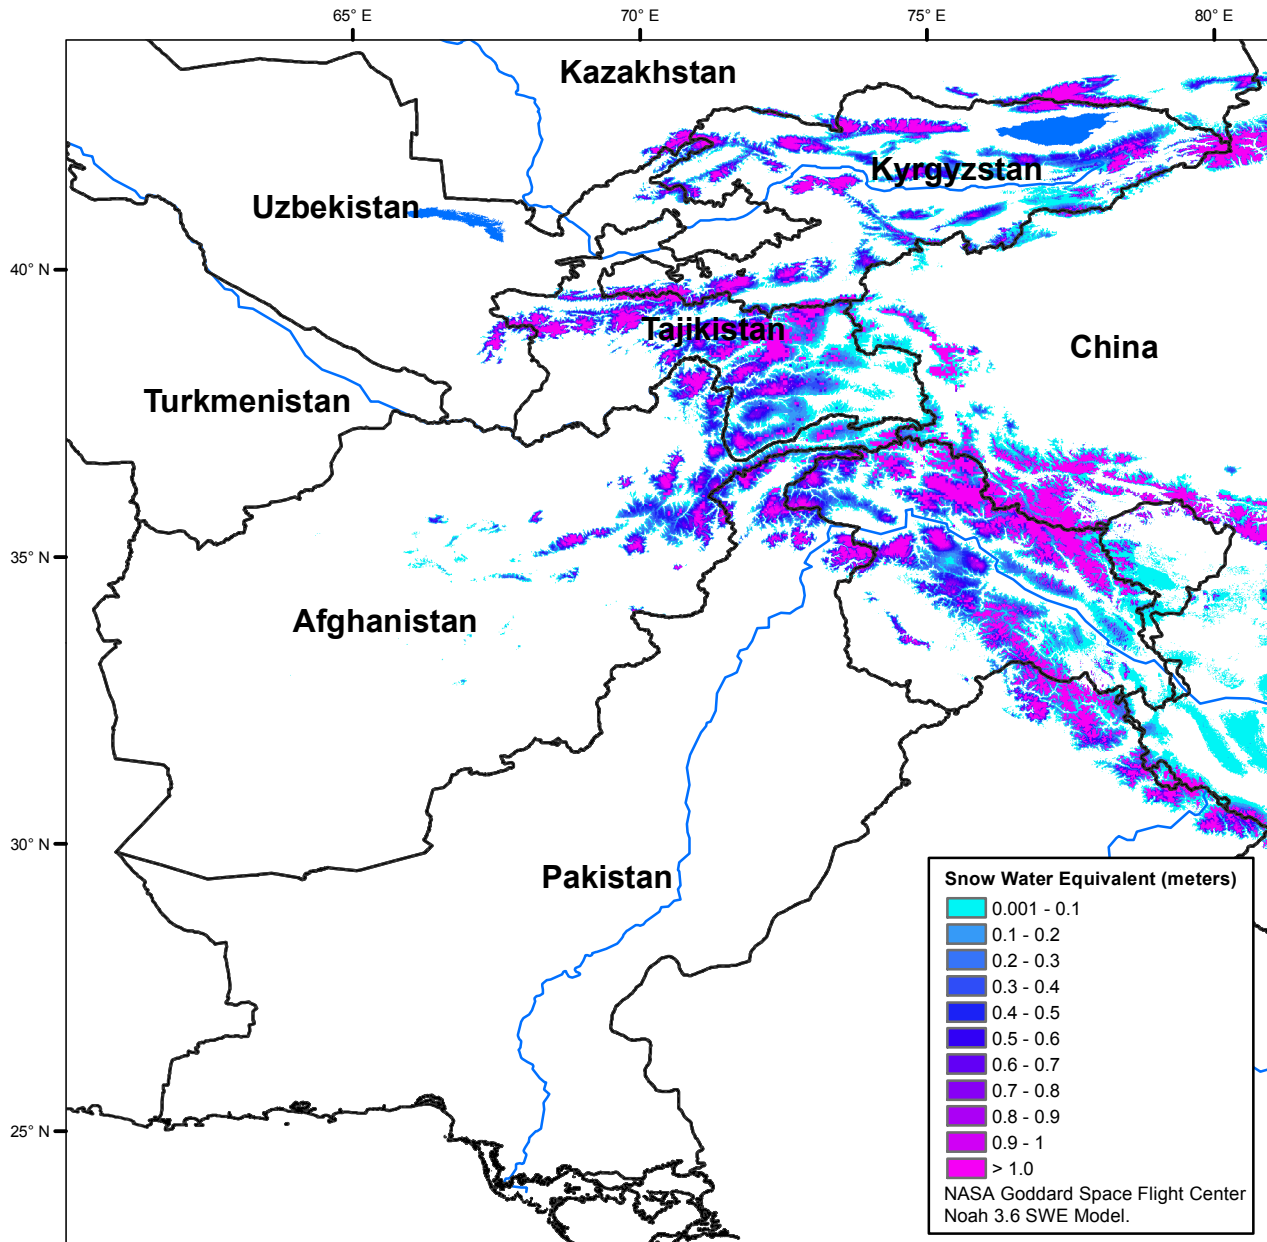 65° E
70° E
75° E
80° E
Kazakhstan
Kyrgyzstan
Uzbekistan
40° N
Tajikistan
China
Turkmenistan
35° N
Afghanistan
30° N
Pakistan
25° N
Snow Water Equivalent (meters)
0.001 - 0.1
0.1 - 0.2
0.2 - 0.3
0.3 - 0.4
0.4 - 0.5
0.5 - 0.6
0.6 - 0.7
0.7 - 0.8
0.8 - 0.9
0.9 - 1
> 1.0
NASA Goddard Space Flight Center
Noah 3.6 SWE Model.